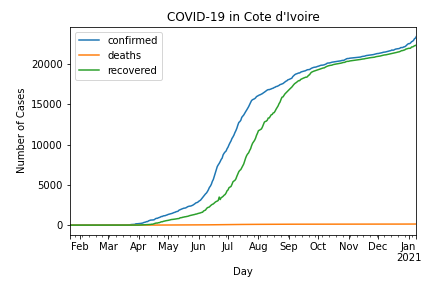 COVID-19 in Cote d'Ivoire
confirmed
deaths
recovered
Number of Cases
20000
15000
10000
5000
0
Feb Mar Apr May Jun Jul Aug Sep Oct Nov Dec Jan
2021
Day